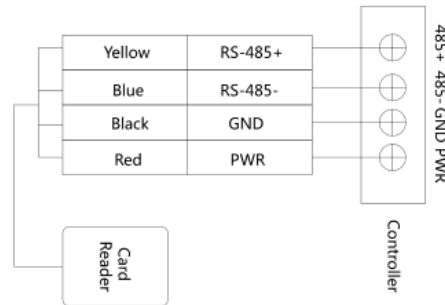 Yellow RS-485+
Blue RS-485-
Black GND
Red PWR
485+ 485- GND PWR
Controller
Card
Reader